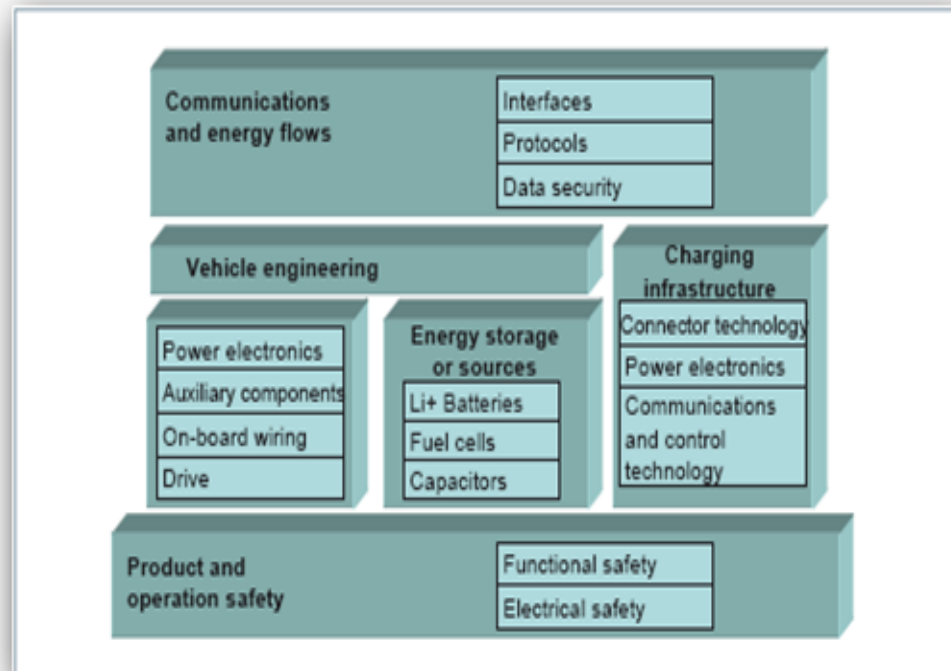 Communications
and energy flows
Interfaces
Protocols
Data security
Vehicle engineering
Charging
infrastructure
Power electronics
Auxiliary components
On-board wiring
Drive
Energy storage
or sources
Li+ Batteries
Fuel cells
Capacitors
Connector technology
Power electronics
Communications
and control
technology
Product and
operation safety
Functional safety
Electrical safety